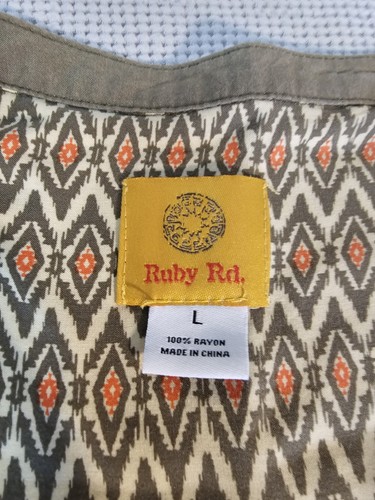 Ruby Rd.
L
100% RAYON
MADE IN CHINA